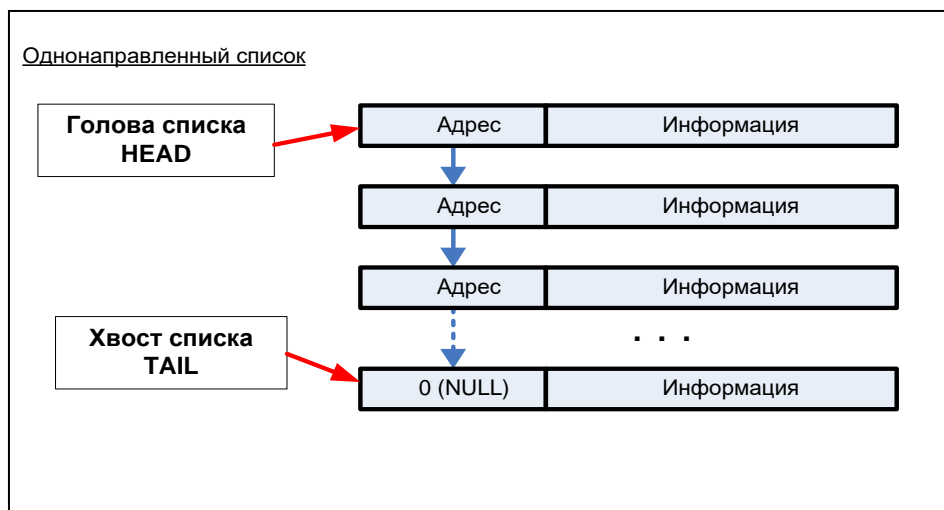 Однонаправленный список
Голова списка
HEAD
Адрес Информация
Адрес Информация
Адрес Информация
Хвост списка
TAIL
. . .
0 (NULL) Информация